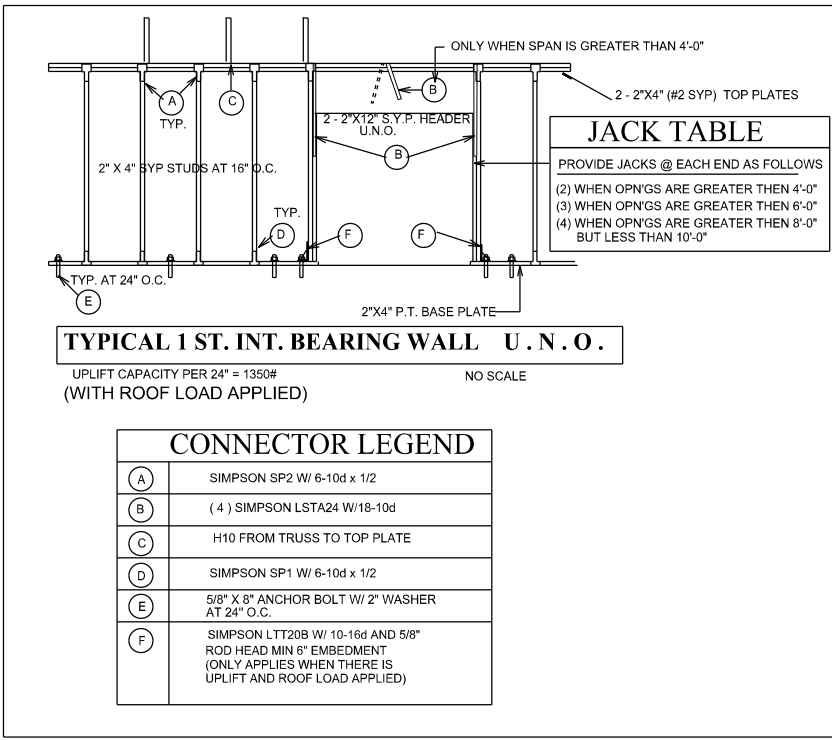 ONLY WHEN SPAN IS GREATER THAN 4'-0"
B
2 - 2"X4" (#2 SYP) TOP PLATES
A
TYP.
C
2 - 2"X12" S.Y.P. HEADER
U.N.O.
B
2" X 4" SYP STUDS AT 16" O.C.
JACK TABLE
PROVIDE JACKS @ EACH END AS FOLLOWS
(2) WHEN OPN'GS ARE GREATER THEN 4'-0"
(3) WHEN OPN'GS ARE GREATER THEN 6'-0"
(4) WHEN OPN'GS ARE GREATER THEN 8'-0"
BUT LESS THAN 10'-0"
TYP.
D
F
F
TYP. AT 24" O.C.
E
2"X4" P.T. BASE PLATE
TYPICAL 1 ST. INT. BEARING WALL U . N . O .
UPLIFT CAPACITY PER 24" = 1350#
NO SCALE
(WITH ROOF LOAD APPLIED)
CONNECTOR LEGEND
A SIMPSON SP2 W/ 6-10d x 1/2
B ( 4 ) SIMPSON LSTA24 W/18-10d
C H10 FROM TRUSS TO TOP PLATE
D SIMPSON SP1 W/ 6-10d x 1/2
E 5/8" X 8" ANCHOR BOLT W/ 2" WASHER
AT 24" O.C.
F SIMPSON LTT20B W/ 10-16d AND 5/8"
ROD HEAD MIN 6" EMBEDMENT
(ONLY APPLIES WHEN THERE IS
UPLIFT AND ROOF LOAD APPLIED)